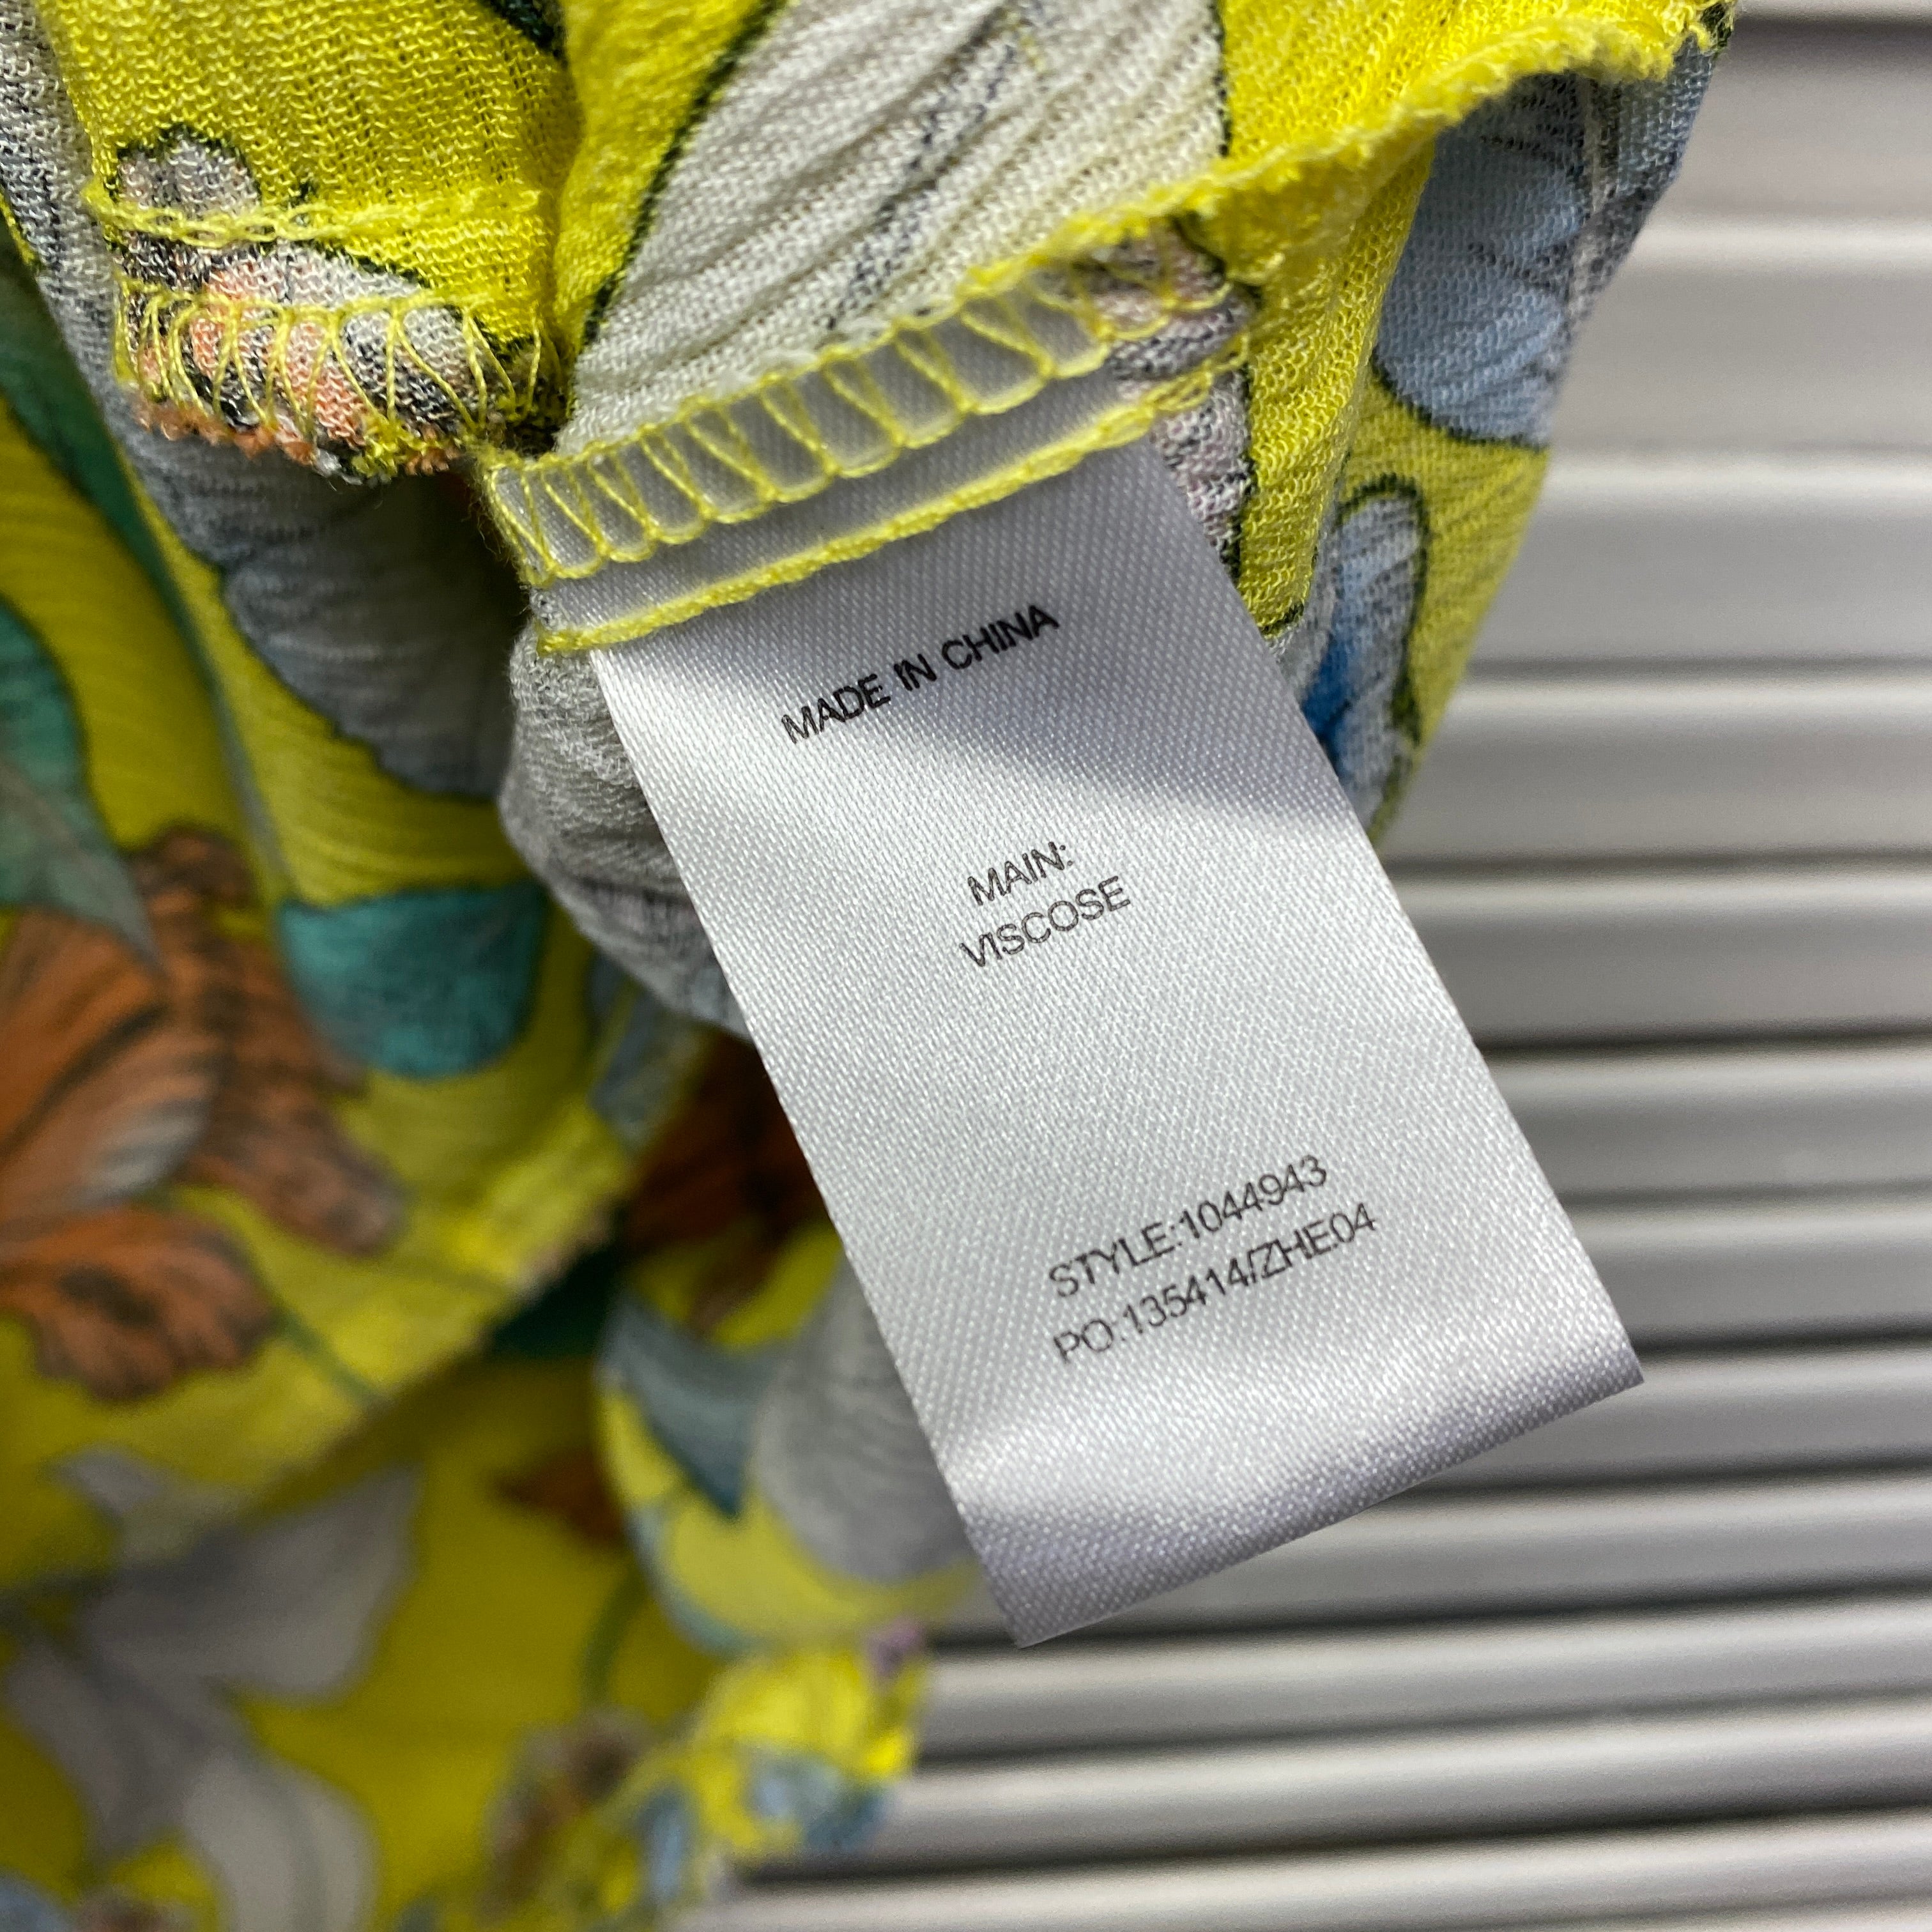 MADE IN CHINA
MAIN:
VISCOSE
STYLE:1044943
PO:135414/ZHE04